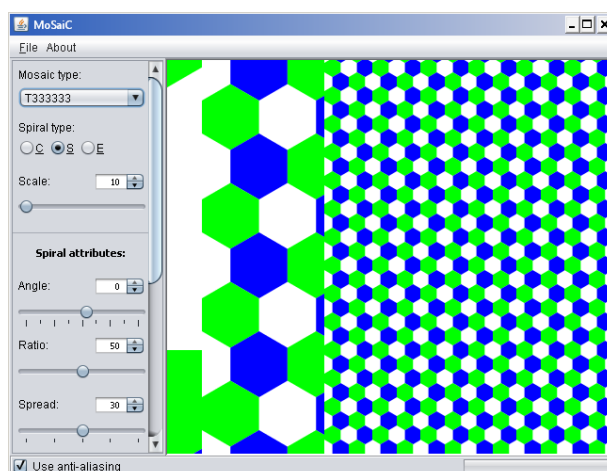 MoSaiC
File About
Mosaic type:
T333333
Spiral type:
C S E
Scale: 10
Spiral attributes:
Angle: 0
Ratio: 50
Spread: 30
Use anti-aliasing